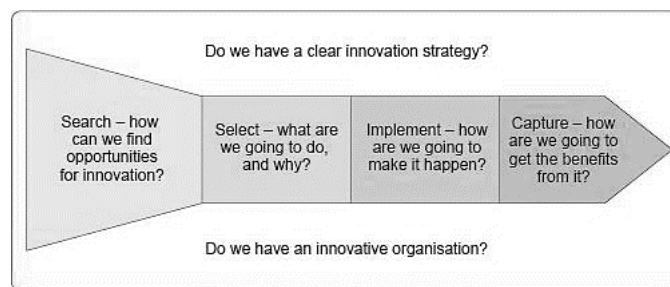 Do we have a clear innovation strategy?
Search – how
can we find
opportunities
for innovation?
Select – what are
we going to do,
and why?
Implement – how
are we going to
make it happen?
Capture – how
are we going to
get the benefits
from it?
Do we have an innovative organisation?